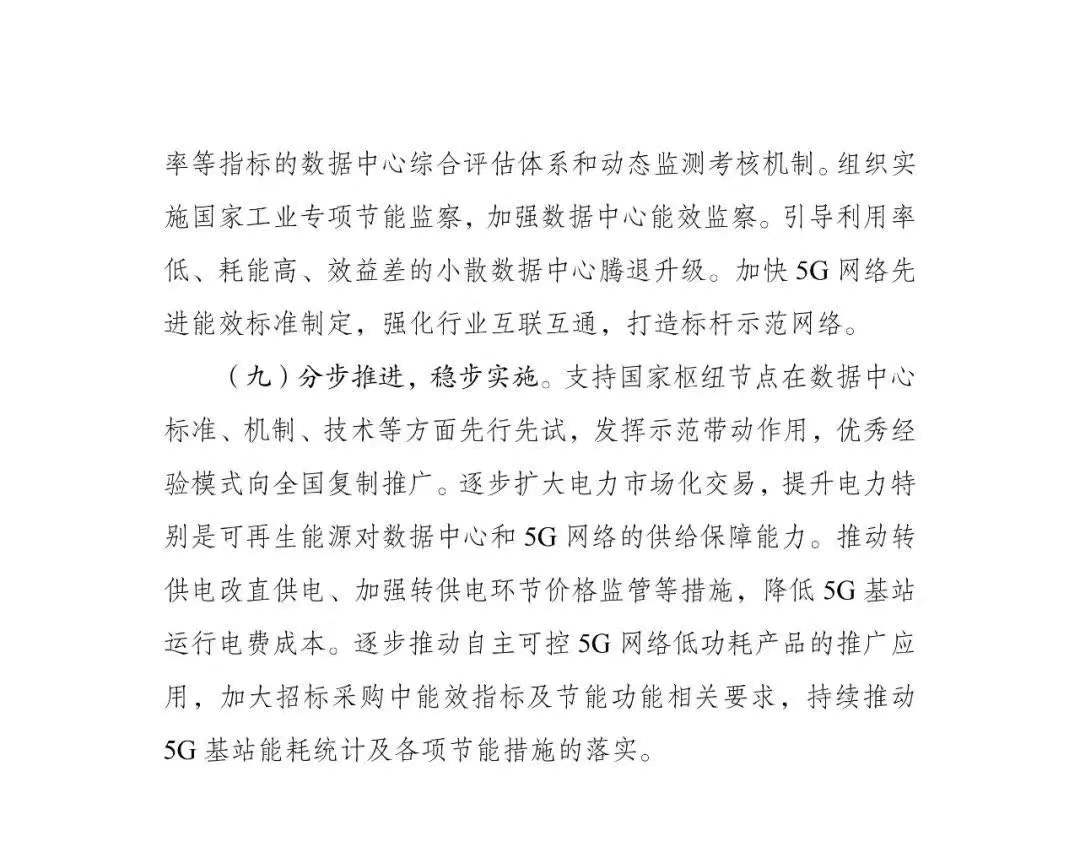 率等指标的数据中心综合评估体系和动态监测考核机制。组织实
施国家工业专项节能监察，加强数据中心能效监察。引导利用率
低、耗能高、效益差的小散数据中心腾退升级。加快 5G 网络先
进能效标准制定，强化行业互联互通，打造标杆示范网络。
（九）分步推进，稳步实施。支持国家枢纽节点在数据中心
标准、机制、技术等方面先行先试，发挥示范带动作用，优秀经
验模式向全国复制推广。逐步扩大电力市场化交易，提升电力特
别是可再生能源对数据中心和 5G 网络的供给保障能力。推动转
供电改直供电、加强转供电环节价格监管等措施，降低 5G 基站
运行电费成本。逐步推动自主可控 5G 网络低功耗产品的推广应
用，加大招标采购中能效指标及节能功能相关要求，持续推动
5G 基站能耗统计及各项节能措施的落实。